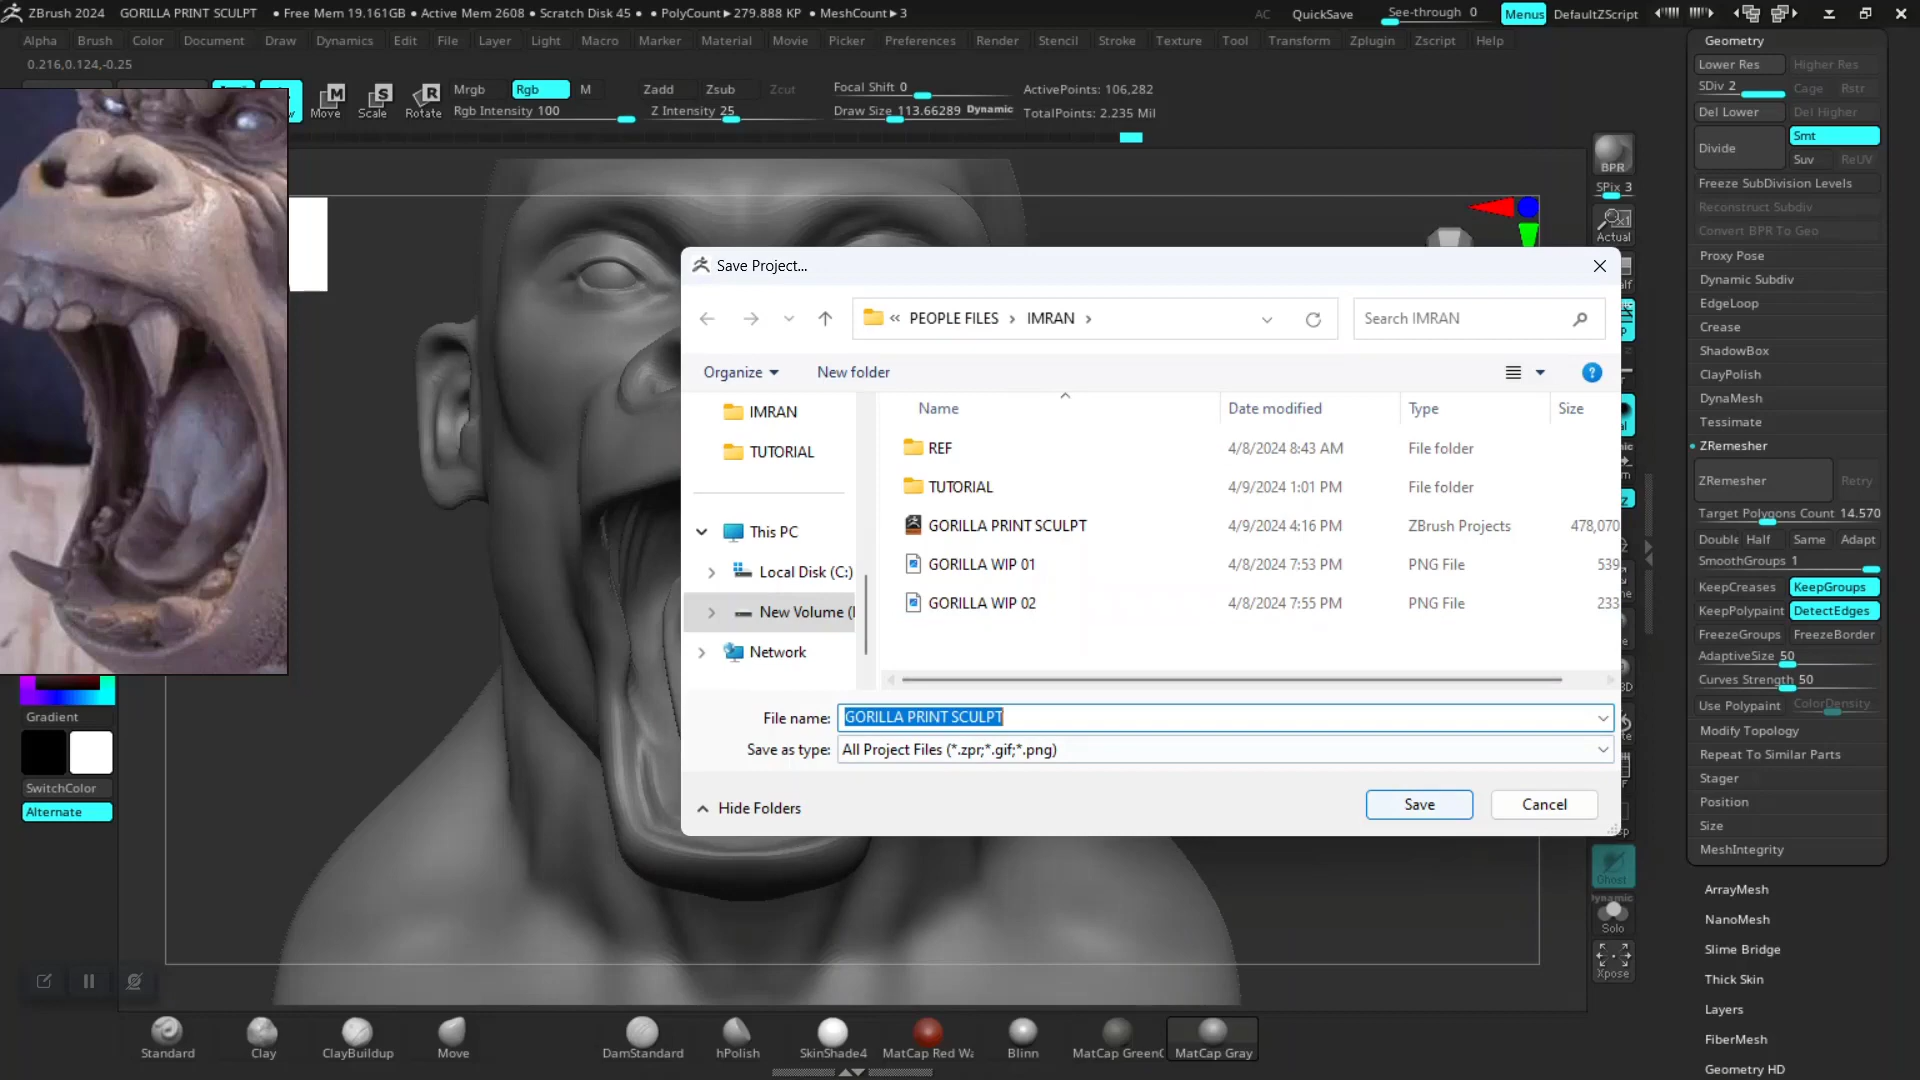 ZBrush 2024 GORILLA PRINT SCULPT • Free Mem 19.161GB • Active Mem 2608 • Scratch Disk 45 • • PolyCount▸279.888 KP • MeshCount▸3 AC QuickSave See-through 0 Menus DefaultZScript
Alpha Brush Color Document Draw Dynamics Edit File Layer Light Macro Marker Material Movie Picker Preferences Render Stencil Stroke Texture Tool Transform Zplugin Zscript Help
0.216,0.124,-0.25
Move Scale Rotate
Mrgb Rgb M
Rgb Intensity 100
Zadd Zsub Zcut
Z Intensity 25
Focal Shift 0
Draw Size 113.66289 Dynamic
ActivePoints: 106,282
TotalPoints: 2.235 Mil
Gradient
SwitchColor
Alternate
Save Project...
« PEOPLE FILES › IMRAN ›
Search IMRAN
Organize
New folder
IMRAN
TUTORIAL
This PC
Local Disk (C:)
New Volume (
Network
Name Date modified Type Size
REF 4/8/2024 8:43 AM File folder
TUTORIAL 4/9/2024 1:01 PM File folder
GORILLA PRINT SCULPT 4/9/2024 4:16 PM ZBrush Projects 478,070
GORILLA WIP 01 4/8/2024 7:53 PM PNG File 539
GORILLA WIP 02 4/8/2024 7:55 PM PNG File 233
File name: GORILLA PRINT SCULPT
Save as type: All Project Files (*.zpr;*.gif;*.png)
Hide Folders
Save
Cancel
BPR
SPix 3
Actual
Ghost
Dynamic
Solo
Xpose
Geometry
Lower Res Higher Res
SDiv 2 Cage Rstr
Del Lower Del Higher
Divide Smt
Suv ReUV
Freeze SubDivision Levels
Reconstruct Subdiv
Convert BPR To Geo
Proxy Pose
Dynamic Subdiv
EdgeLoop
Crease
ShadowBox
ClayPolish
DynaMesh
Tessimate
ZRemesher
ZRemesher Retry
Target Polygons Count 14.570
Double Half Same Adapt
SmoothGroups 1
KeepCreases KeepGroups
KeepPolypaint DetectEdges
FreezeGroups FreezeBorder
AdaptiveSize 50
Curves Strength 50
Use Polypaint ColorDensity
Modify Topology
Repeat To Similar Parts
Stager
Position
Size
MeshIntegrity
ArrayMesh
NanoMesh
Slime Bridge
Thick Skin
Layers
FiberMesh
Geometry HD
Standard Clay ClayBuildup Move DamStandard hPolish SkinShade4 MatCap Red Wa Blinn MatCap GreenC MatCap Gray